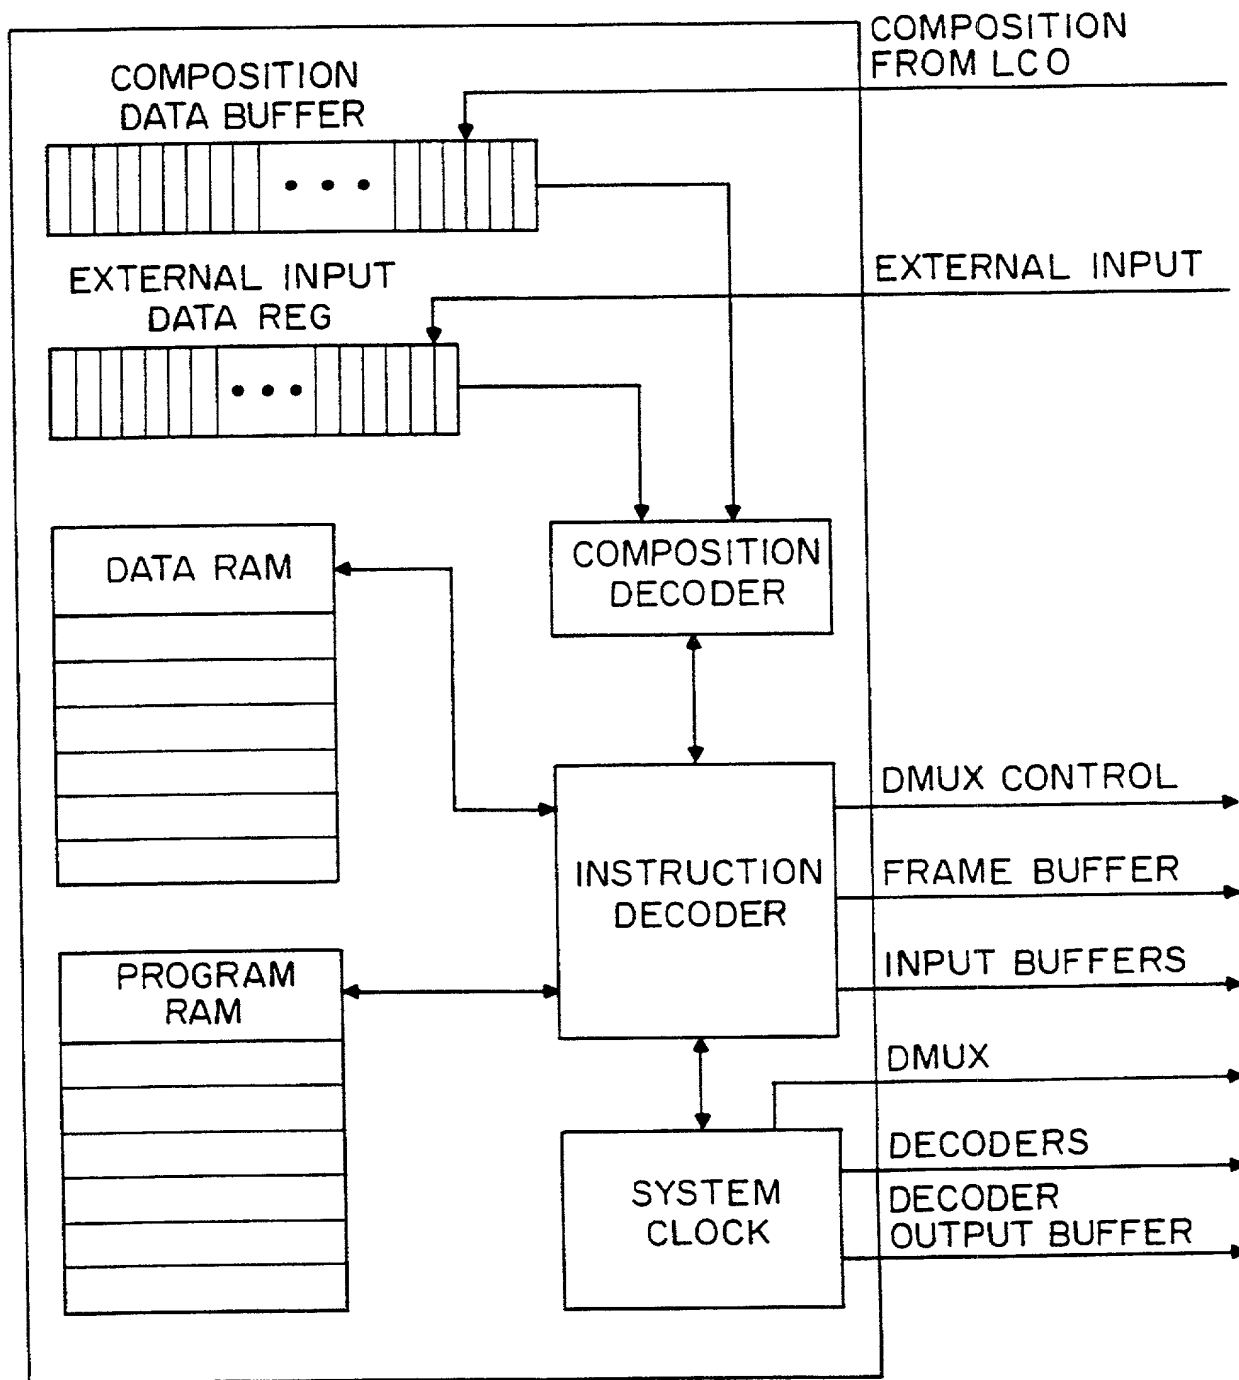 COMPOSITION
FROM LCO
COMPOSITION
DATA BUFFER
EXTERNAL INPUT
EXTERNAL INPUT
DATA REG
DATA RAM
COMPOSITION
DECODER
DMUX CONTROL
INSTRUCTION
DECODER
FRAME BUFFER
INPUT BUFFERS
PROGRAM
RAM
DMUX
DECODERS
SYSTEM
CLOCK
DECODER
OUTPUT BUFFER